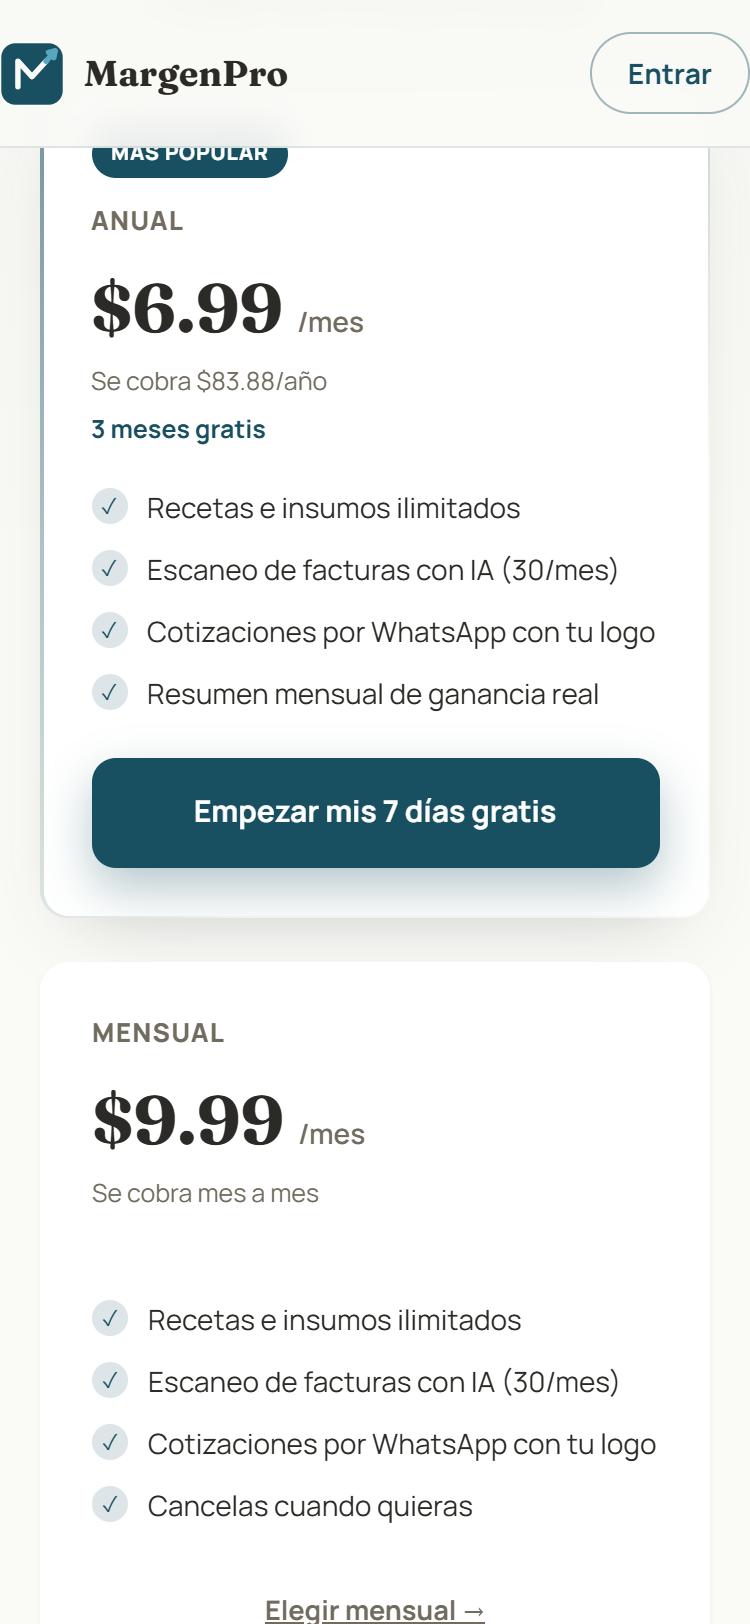 MargenPro
Entrar
MÁS POPULAR
ANUAL
$6.99 /mes
Se cobra $83.88/año
3 meses gratis
✓ Recetas e insumos ilimitados
✓ Escaneo de facturas con IA (30/mes)
✓ Cotizaciones por WhatsApp con tu logo
✓ Resumen mensual de ganancia real
Empezar mis 7 días gratis
MENSUAL
$9.99 /mes
Se cobra mes a mes
✓ Recetas e insumos ilimitados
✓ Escaneo de facturas con IA (30/mes)
✓ Cotizaciones por WhatsApp con tu logo
✓ Cancelas cuando quieras
Elegir mensual →